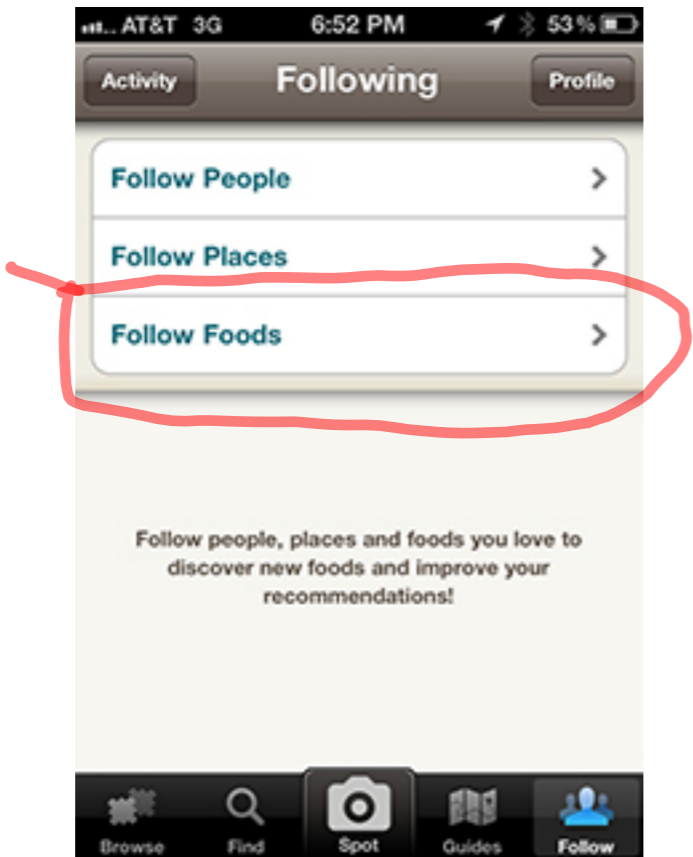 AT&T 3G 6:52 PM 53%
Activity Following Profile
Follow People
Follow Places
Follow Foods
Follow people, places and foods you love to
discover new foods and improve your
recommendations!
Browse Find Spot Guides Follow